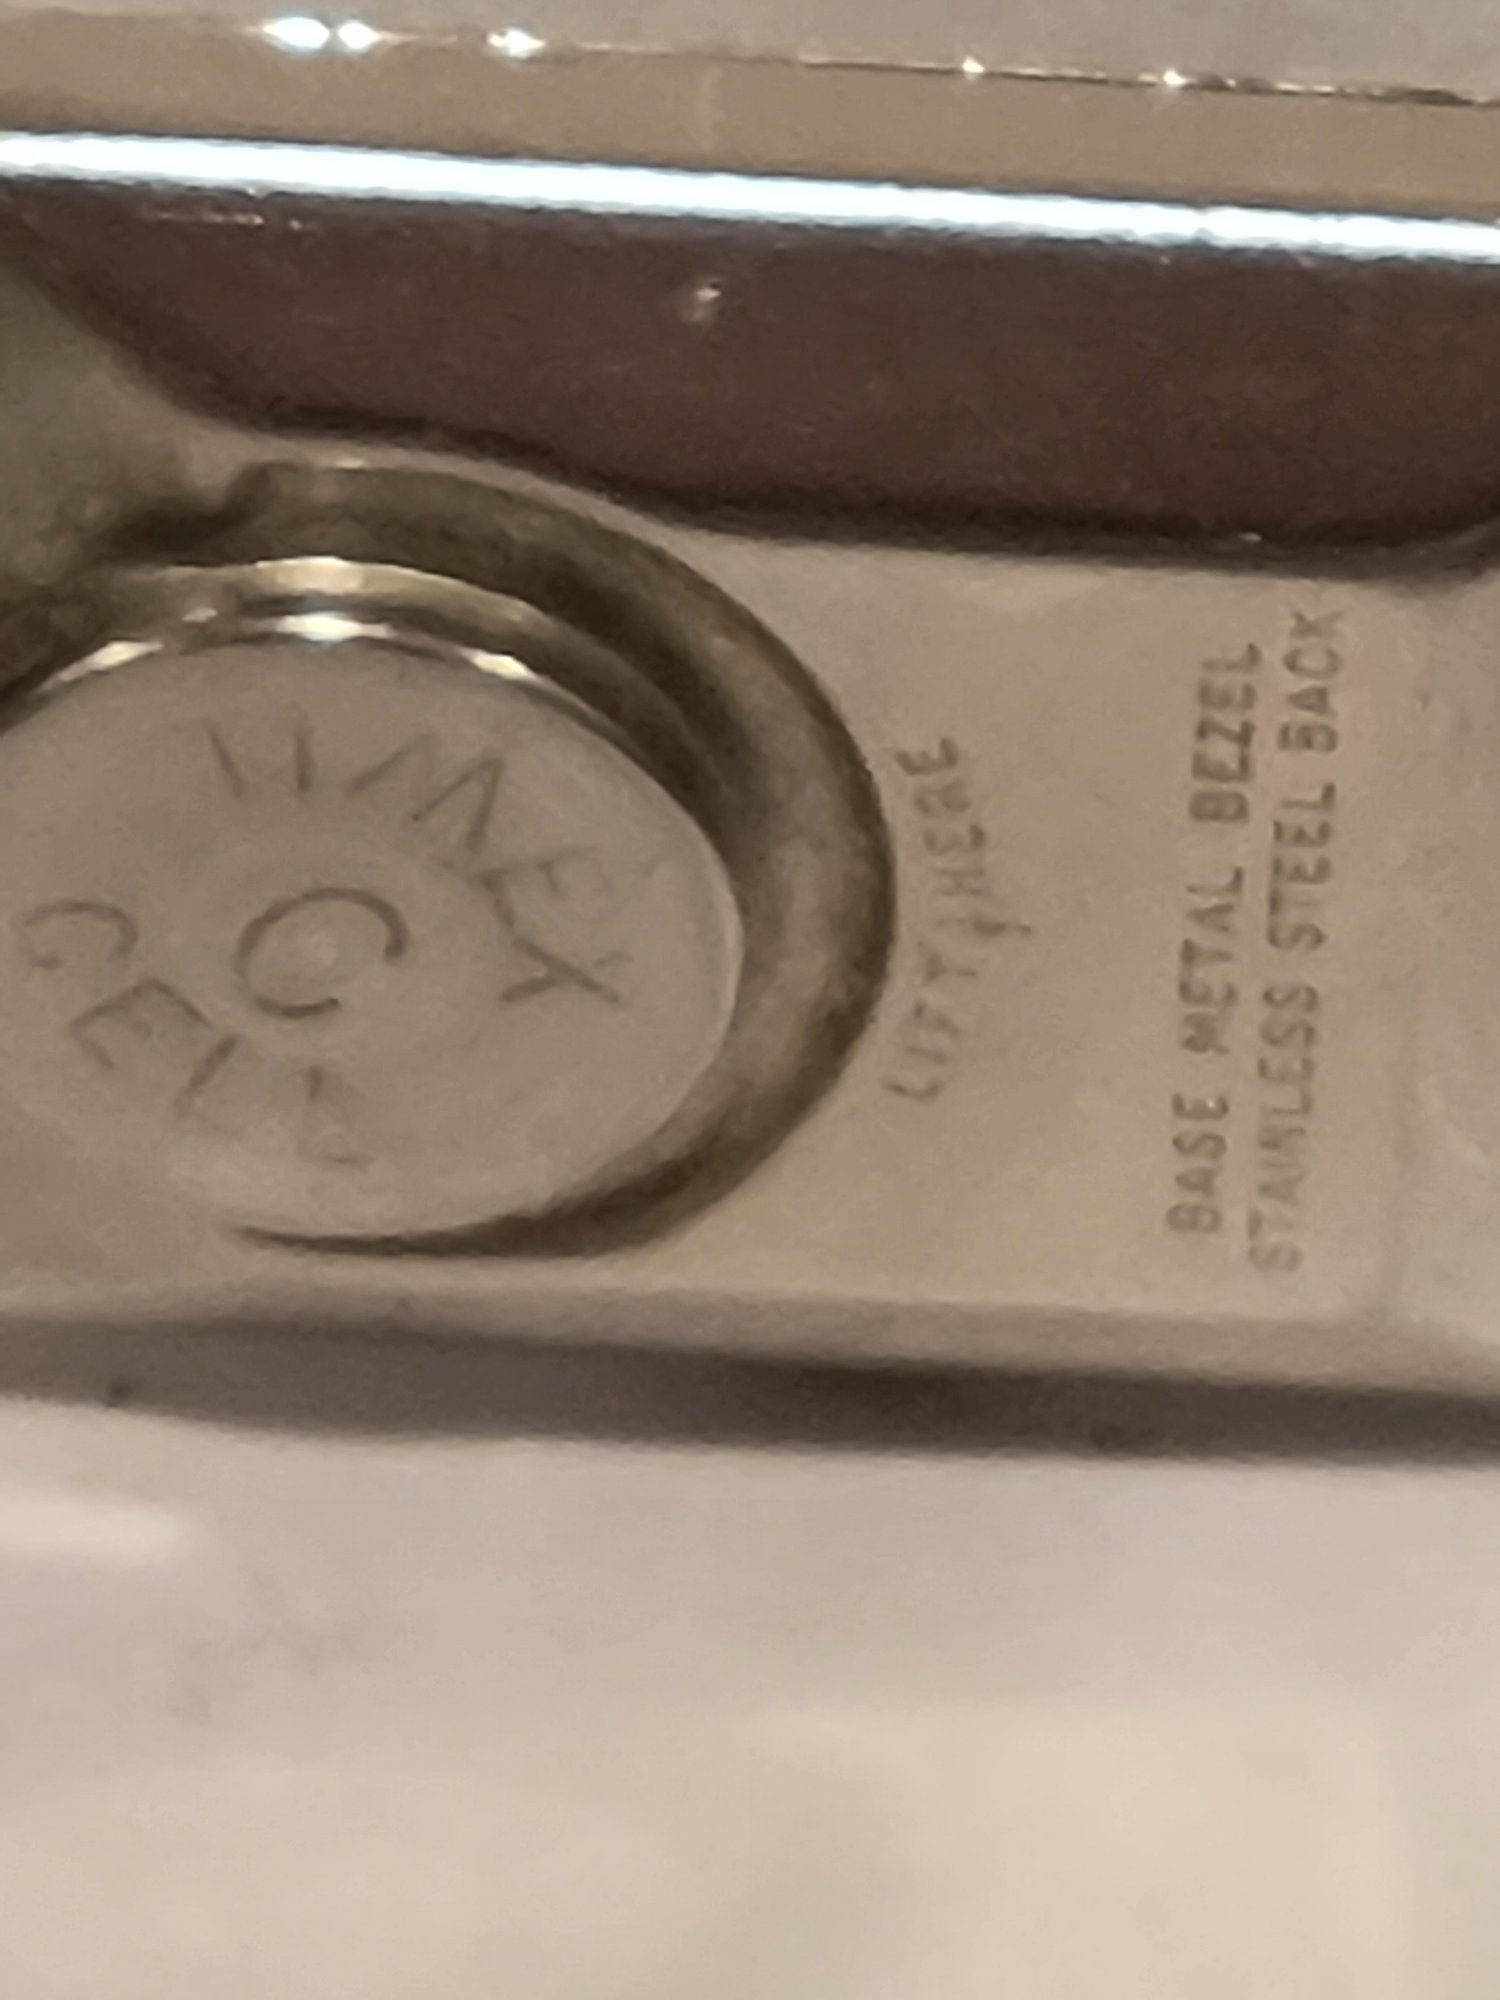 TIMEX
C
CELL
LIFT HERE
BASE METAL BEZEL
STAINLESS STEEL BACK